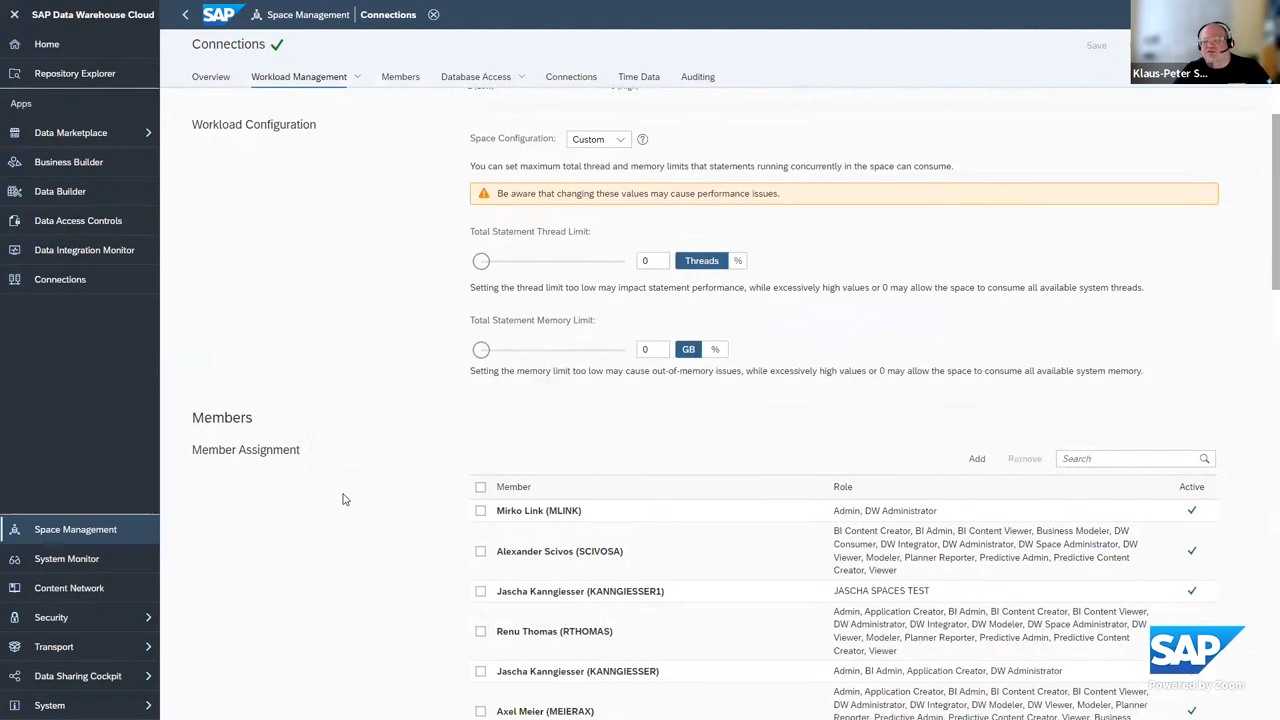 SAP Data Warehouse Cloud
SAP Space Management Connections
Klaus-Peter S...
Home
Repository Explorer
Apps
Data Marketplace
Business Builder
Data Builder
Data Access Controls
Data Integration Monitor
Connections
Space Management
System Monitor
Content Network
Security
Transport
Data Sharing Cockpit
System
Connections
Save
Overview Workload Management Members Database Access Connections Time Data Auditing
Workload Configuration
Space Configuration: Custom
You can set maximum total thread and memory limits that statements running concurrently in the space can consume.
Be aware that changing these values may cause performance issues.
Total Statement Thread Limit:
0 Threads %
Setting the thread limit too low may impact statement performance, while excessively high values or 0 may allow the space to consume all available system threads.
Total Statement Memory Limit:
0 GB %
Setting the memory limit too low may cause out-of-memory issues, while excessively high values or 0 may allow the space to consume all available system memory.
Members
Member Assignment
Add Remove Search
Member Role Active
Mirko Link (MLINK) Admin, DW Administrator
Alexander Scivos (SCIVOSA)
BI Content Creator, BI Admin, BI Content Viewer, Business Modeler, DW
Consumer, DW Integrator, DW Administrator, DW Space Administrator, DW
Viewer, Modeler, Planner Reporter, Predictive Admin, Predictive Content
Creator, Viewer
Jascha Kanngiesser (KANNGIESSER1) JASCHA SPACES TEST
Renu Thomas (RTHOMAS)
Admin, Application Creator, BI Admin, BI Content Creator, BI Content Viewer,
DW Administrator, DW Integrator, DW Modeler, DW Space Administrator, DW
Viewer, Modeler, Planner Reporter, Predictive Admin, Predictive Content
Creator, Viewer
Jascha Kanngiesser (KANNGIESSER) Admin, BI Admin, Application Creator, DW Administrator
Axel Meier (MEIERAX)
Admin, Application Creator, BI Admin, BI Content Creator, BI Content Viewer,
DW Administrator, DW Integrator, DW Modeler, DW Viewer, Modeler, Planner
Reporter, Predictive Admin, Predictive Content Creator, Viewer, Business
SAP
Powered by Zoom